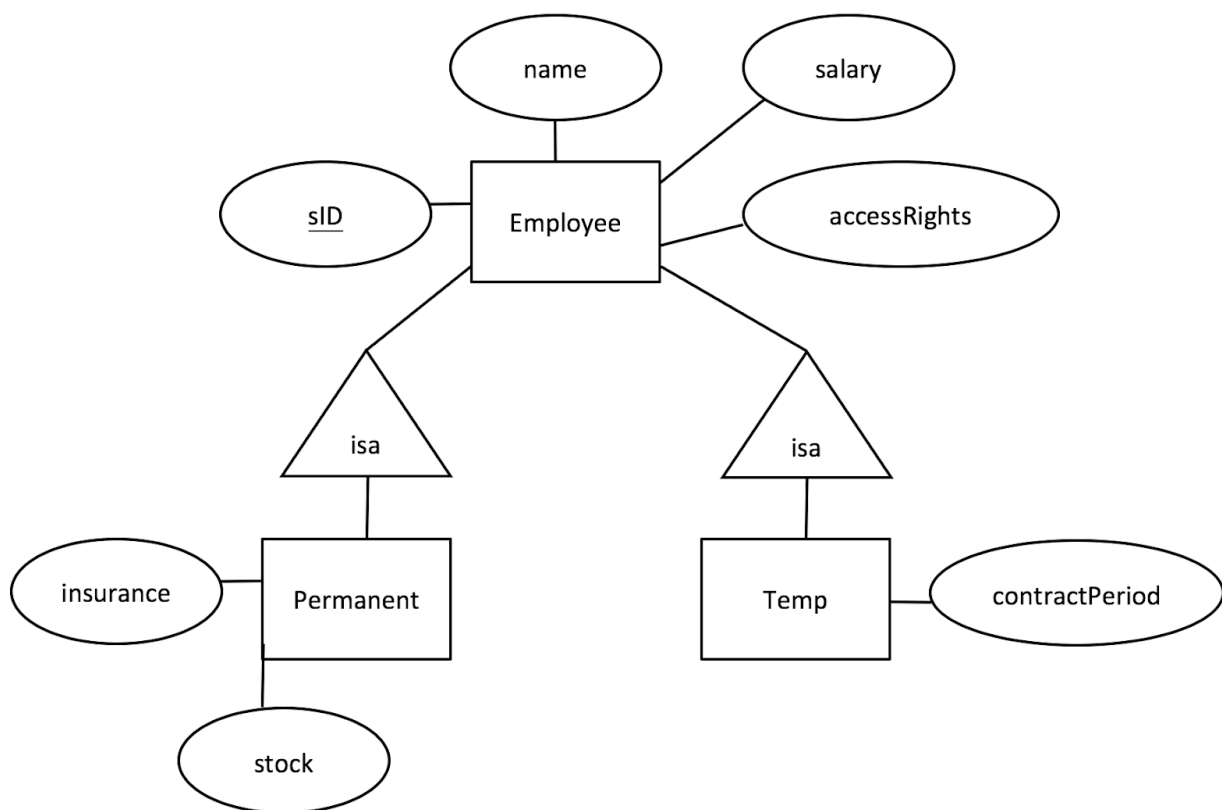 name
salary
sID
Employee
accessRights
isa
isa
insurance
Permanent
Temp
contractPeriod
stock